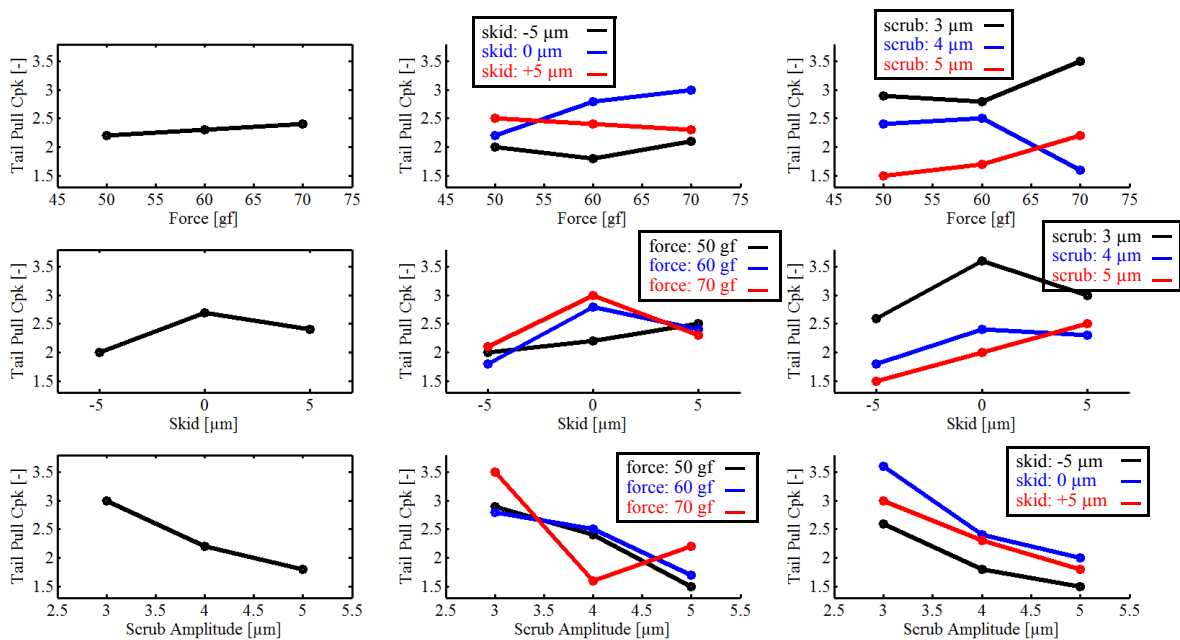 3.5
3
2.5
2
1.5
Tail Pull Cpk [-]
45 50 55 60 65 70 75
Force [gf]
skid: -5 µm
skid: 0 µm
skid: +5 µm
3.5
3
2.5
2
1.5
Tail Pull Cpk [-]
45 50 55 60 65 70 75
Force [gf]
scrub: 3 µm
scrub: 4 µm
scrub: 5 µm
3.5
3
2.5
2
1.5
Tail Pull Cpk [-]
45 50 55 60 65 70 75
Force [gf]
3.5
3
2.5
2
1.5
Tail Pull Cpk [-]
-5 0 5
Skid [µm]
force: 50 gf
force: 60 gf
force: 70 gf
3.5
3
2.5
2
1.5
Tail Pull Cpk [-]
-5 0 5
Skid [µm]
scrub: 3 µm
scrub: 4 µm
scrub: 5 µm
3.5
3
2.5
2
1.5
Tail Pull Cpk [-]
-5 0 5
Skid [µm]
3.5
3
2.5
2
1.5
Tail Pull Cpk [-]
2.5 3 3.5 4 4.5 5 5.5
Scrub Amplitude [µm]
force: 50 gf
force: 60 gf
force: 70 gf
3.5
3
2.5
2
1.5
Tail Pull Cpk [-]
2.5 3 3.5 4 4.5 5 5.5
Scrub Amplitude [µm]
skid: -5 µm
skid: 0 µm
skid: +5 µm
3.5
3
2.5
2
1.5
Tail Pull Cpk [-]
2.5 3 3.5 4 4.5 5 5.5
Scrub Amplitude [µm]